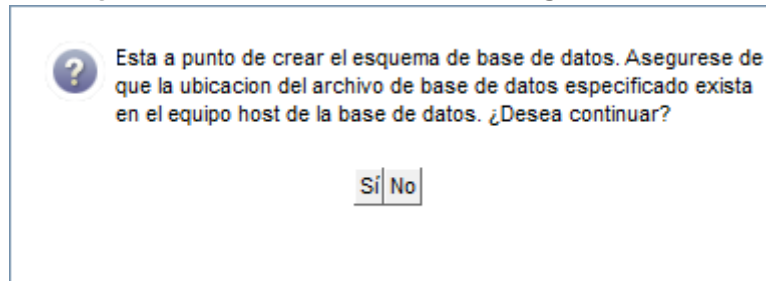 Esta a punto de crear el esquema de base de datos. Asegurese de
que la ubicacion del archivo de base de datos especificado exista
en el equipo host de la base de datos. ¿Desea continuar?
Sí No